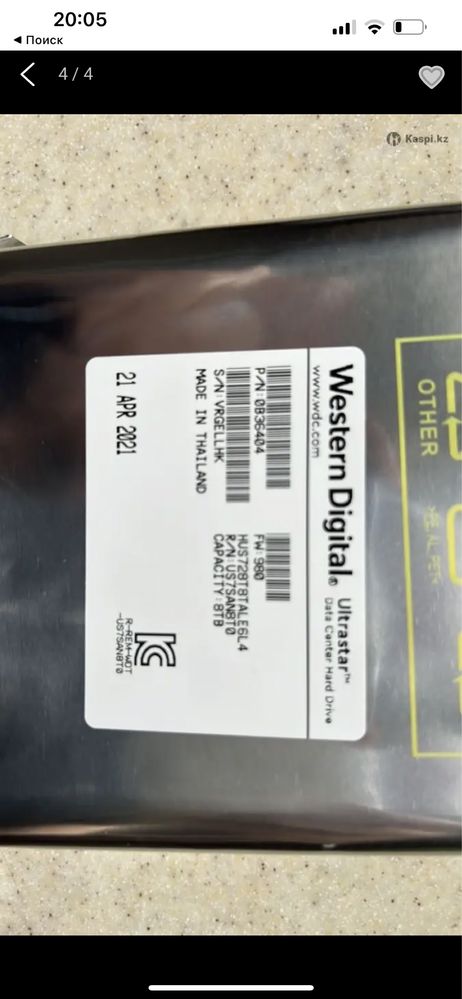 20:05
◀ Поиск
4 / 4
Kaspi.kz
Western Digital® Ultrastar™
www.wdc.com Data Center Hard Drive
P/N:0B36404
FW:980
S/N:VRGELLHK
HUS728T8TALE6L4
R/N:US7SAN8T0
MADE IN THAILAND
CAPACITY:8TB
21 APR 2021
R-REM-WDT
-US7SAN8T0
OTHER